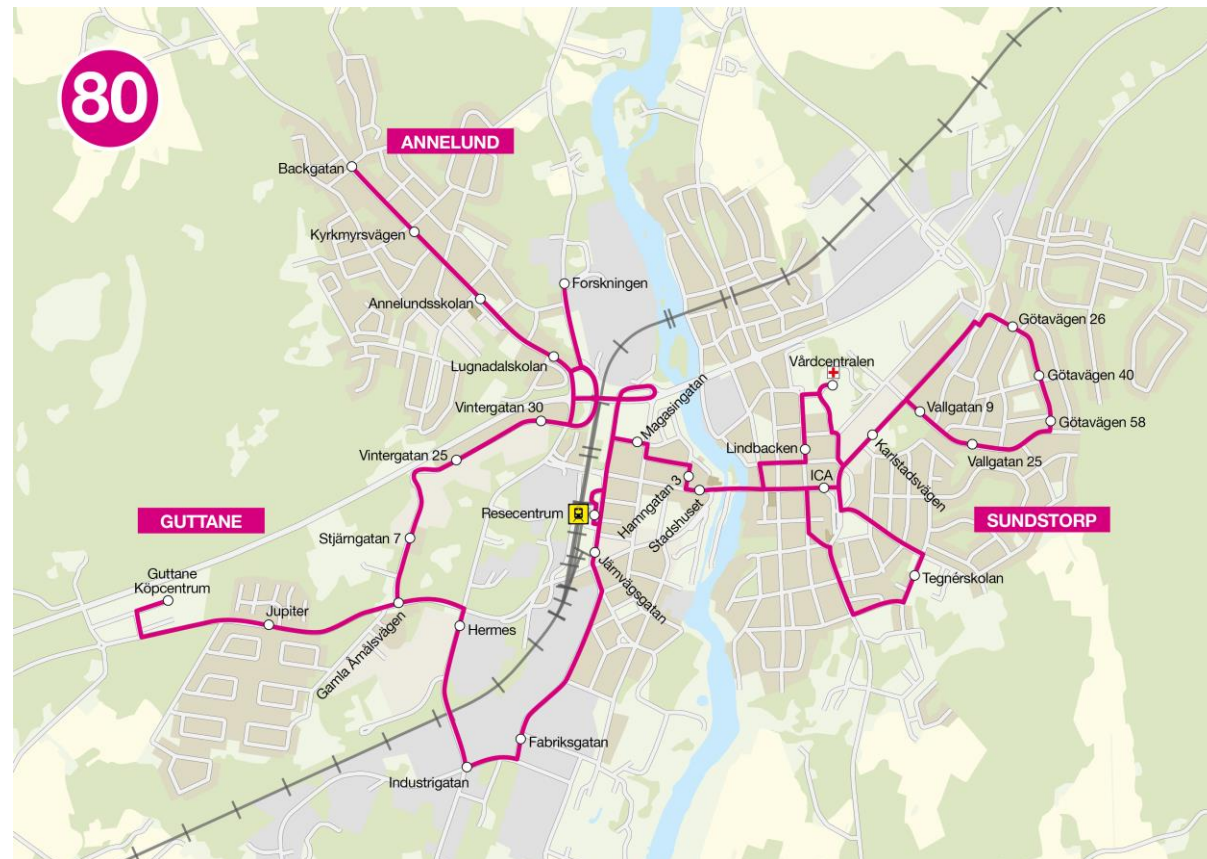 80
ANNELUND
Backgatan
Kyrkmyrsvägen
Annelundsskolan
Forskningen
Lugnadalskolan
Vintergatan 30
Vintergatan 25
Magasingatan
Vårdcentralen
Götavägen 26
Götavägen 40
Götavägen 58
Vallgatan 9
Vallgatan 25
Karlstadsvägen
Lindbacken
ICA
Hamngatan 3
Stadshuset
Resecentrum
GUTTANE
SUNDSTORP
Stjärngatan 7
Järnvägsgatan
Tegnérskolan
Guttane
Köpcentrum
Jupiter
Gamla Åmålsvägen
Hermes
Fabriksgatan
Industrigatan